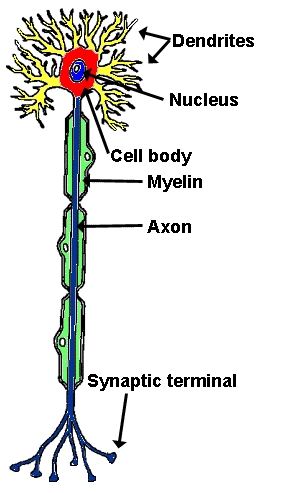 Dendrites
Nucleus
Cell body
Myelin
Axon
Synaptic terminal